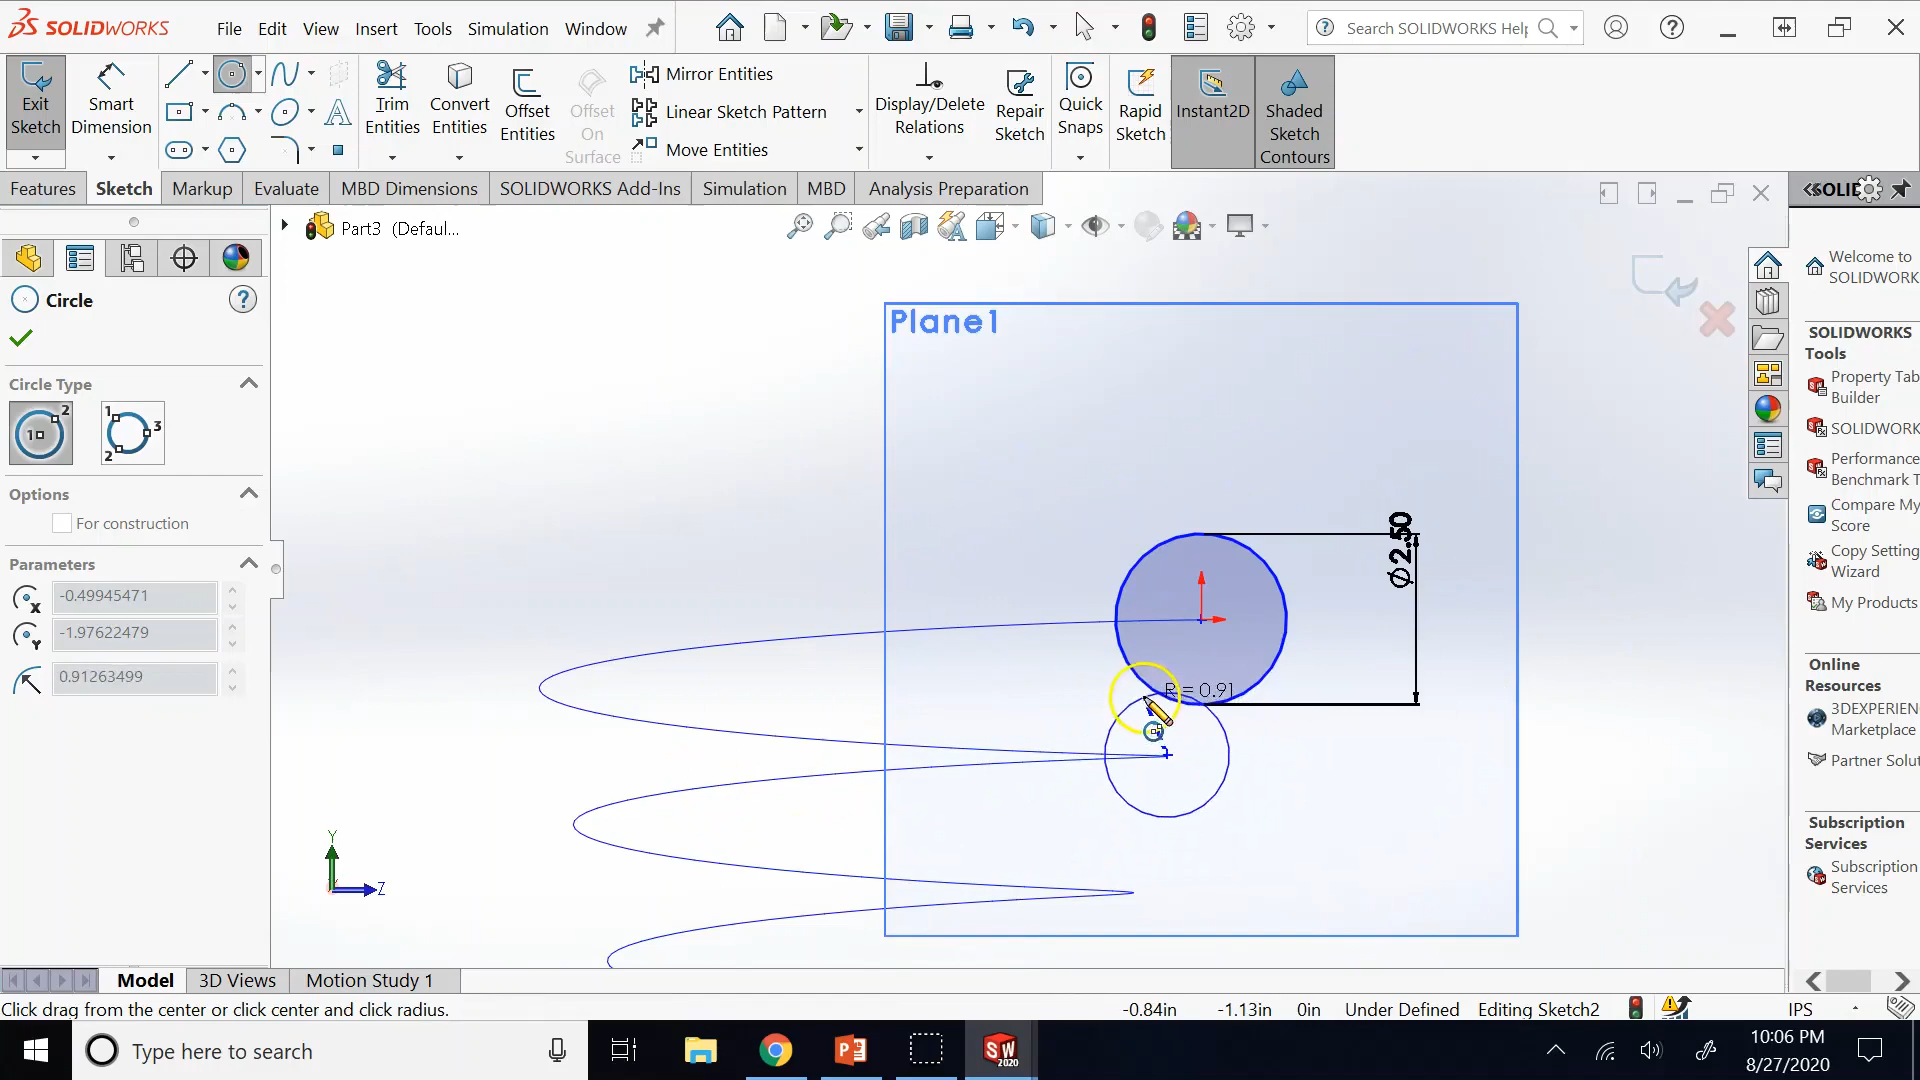 SOLIDWORKS
File Edit View Insert Tools Simulation Window
Search SOLIDWORKS Help
Exit Sketch
Smart Dimension
Trim Entities
Convert Entities
Offset Entities
Offset On Surface
Mirror Entities
Linear Sketch Pattern
Move Entities
Display/Delete Relations
Repair Sketch
Quick Snaps
Rapid Sketch
Instant2D
Shaded Sketch Contours
Features Sketch Markup Evaluate MBD Dimensions SOLIDWORKS Add-Ins Simulation MBD Analysis Preparation
SOLID
Part3 (Defaul...
Circle
Circle Type
Options
For construction
Parameters
-0.49945471
-1.97622479
0.91263499
Plane1
Ø2.50
R = 0.91
Y
Z
Welcome to
SOLIDWORK
SOLIDWORKS
Tools
Property Tab
Builder
SOLIDWORK
Performance
Benchmark T
Compare My
Score
Copy Setting
Wizard
My Products
Online
Resources
3DEXPERIEN
Marketplace
Partner Solu
Subscription
Services
Subscription
Services
Model 3D Views Motion Study 1
Click drag from the center or click center and click radius.
-0.84in -1.13in 0in Under Defined Editing Sketch2 IPS
Type here to search
SW
2020
10:06 PM
8/27/2020